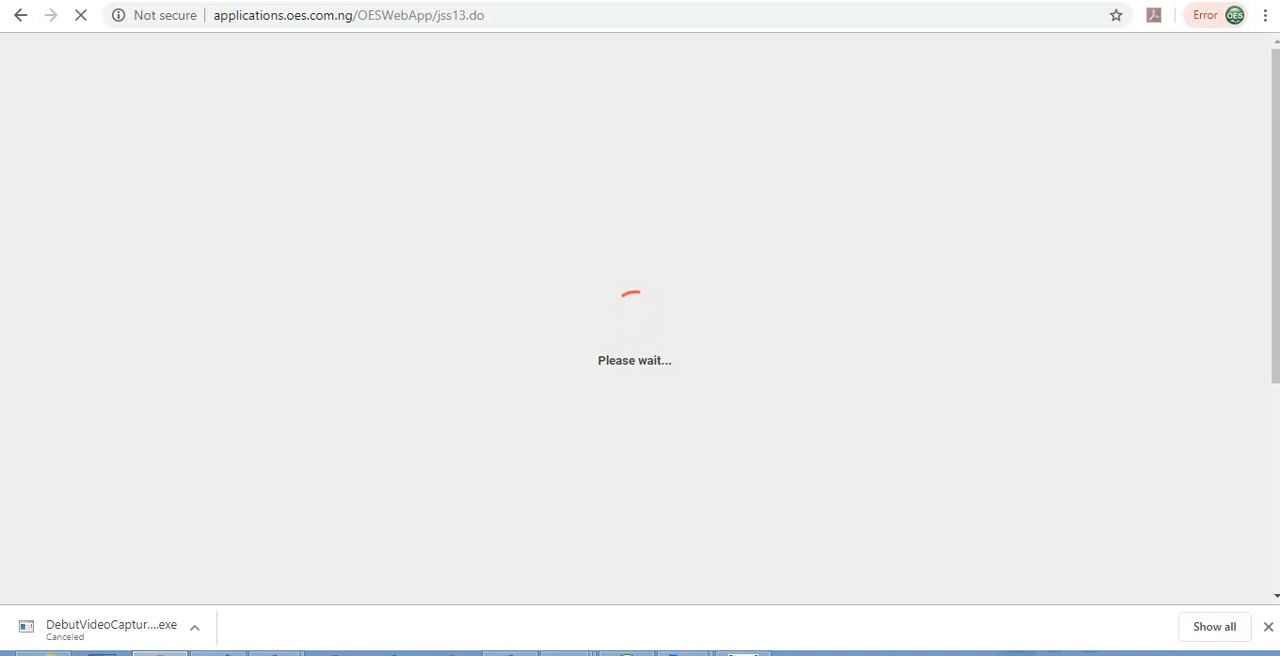 Not secure applications.oes.com.ng/OESWebApp/jss13.do Error OES
Please wait...
DebutVideoCaptur....exe
Canceled
Show all